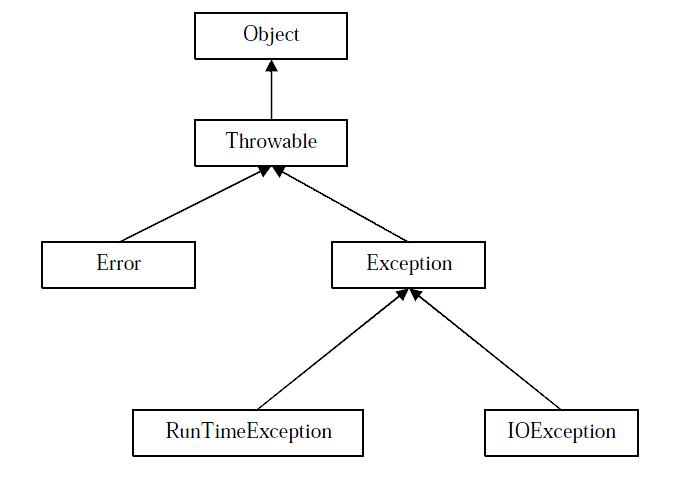 Object
Throwable
Error
Exception
RunTimeException
IOException